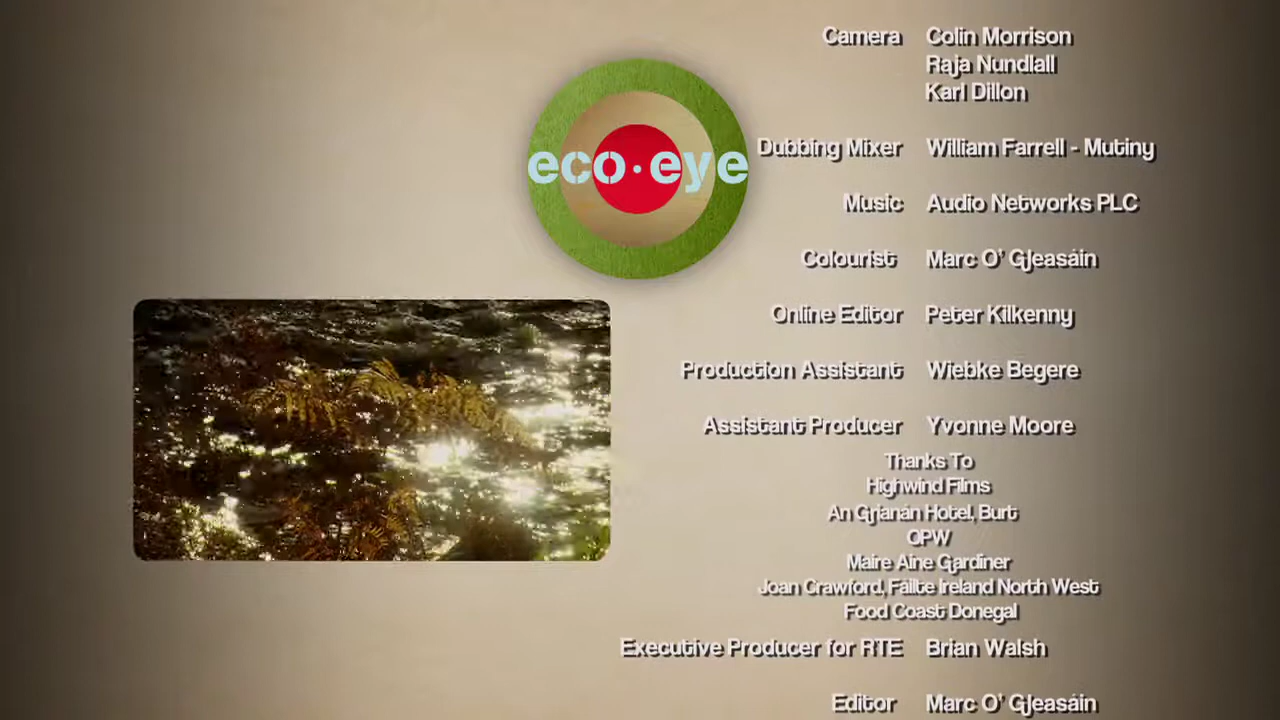 eco·eye
Camera Colin Morrison
Raja Nundlall
Karl Dillon
Dubbing Mixer William Farrell - Mutiny
Music Audio Networks PLC
Colourist Marc O' Gleasáin
Online Editor Peter Kilkenny
Production Assistant Wiebke Begere
Assistant Producer Yvonne Moore
Thanks To
Highwind Films
An Grianán Hotel, Burt
OPW
Maire Aine Gardiner
Joan Crawford, Fáilte Ireland North West
Food Coast Donegal
Executive Producer for RTE Brian Walsh
Editor Marc O' Gleasáin